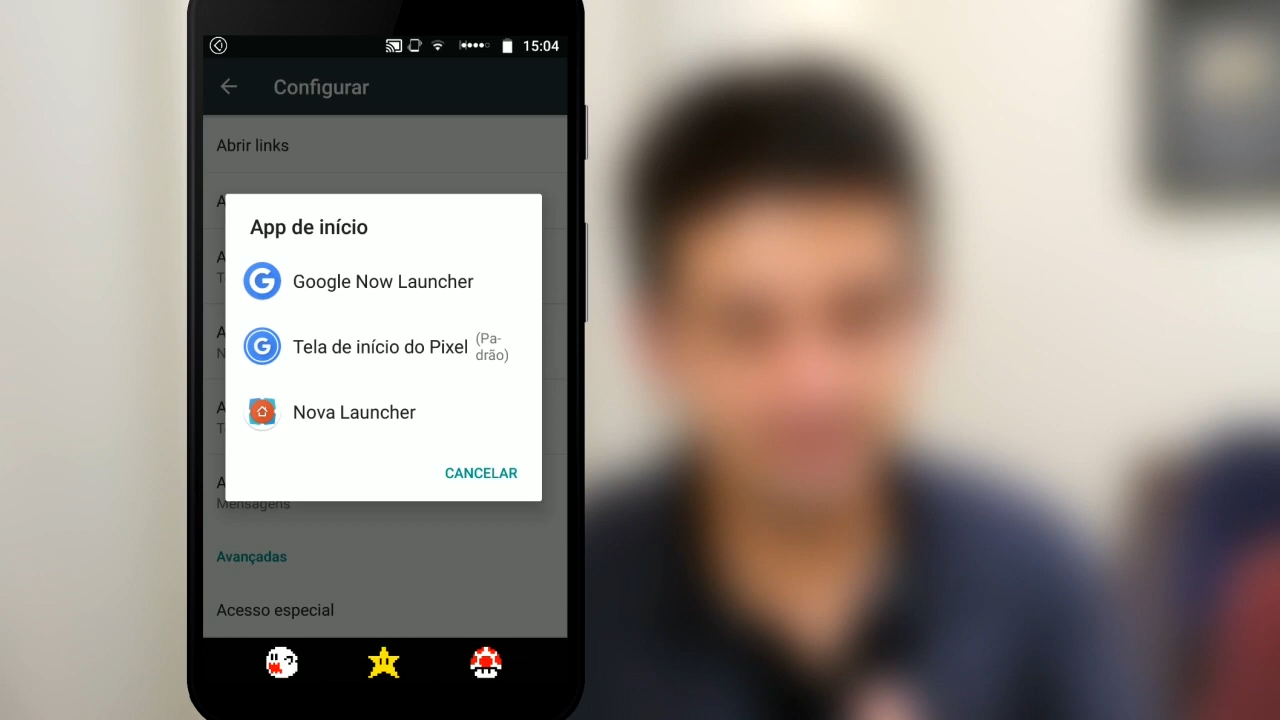 15:04
Configurar
Abrir links
App de início
Google Now Launcher
Tela de início do Pixel (Pa-
drão)
Nova Launcher
CANCELAR
Mensagens
Avançadas
Acesso especial